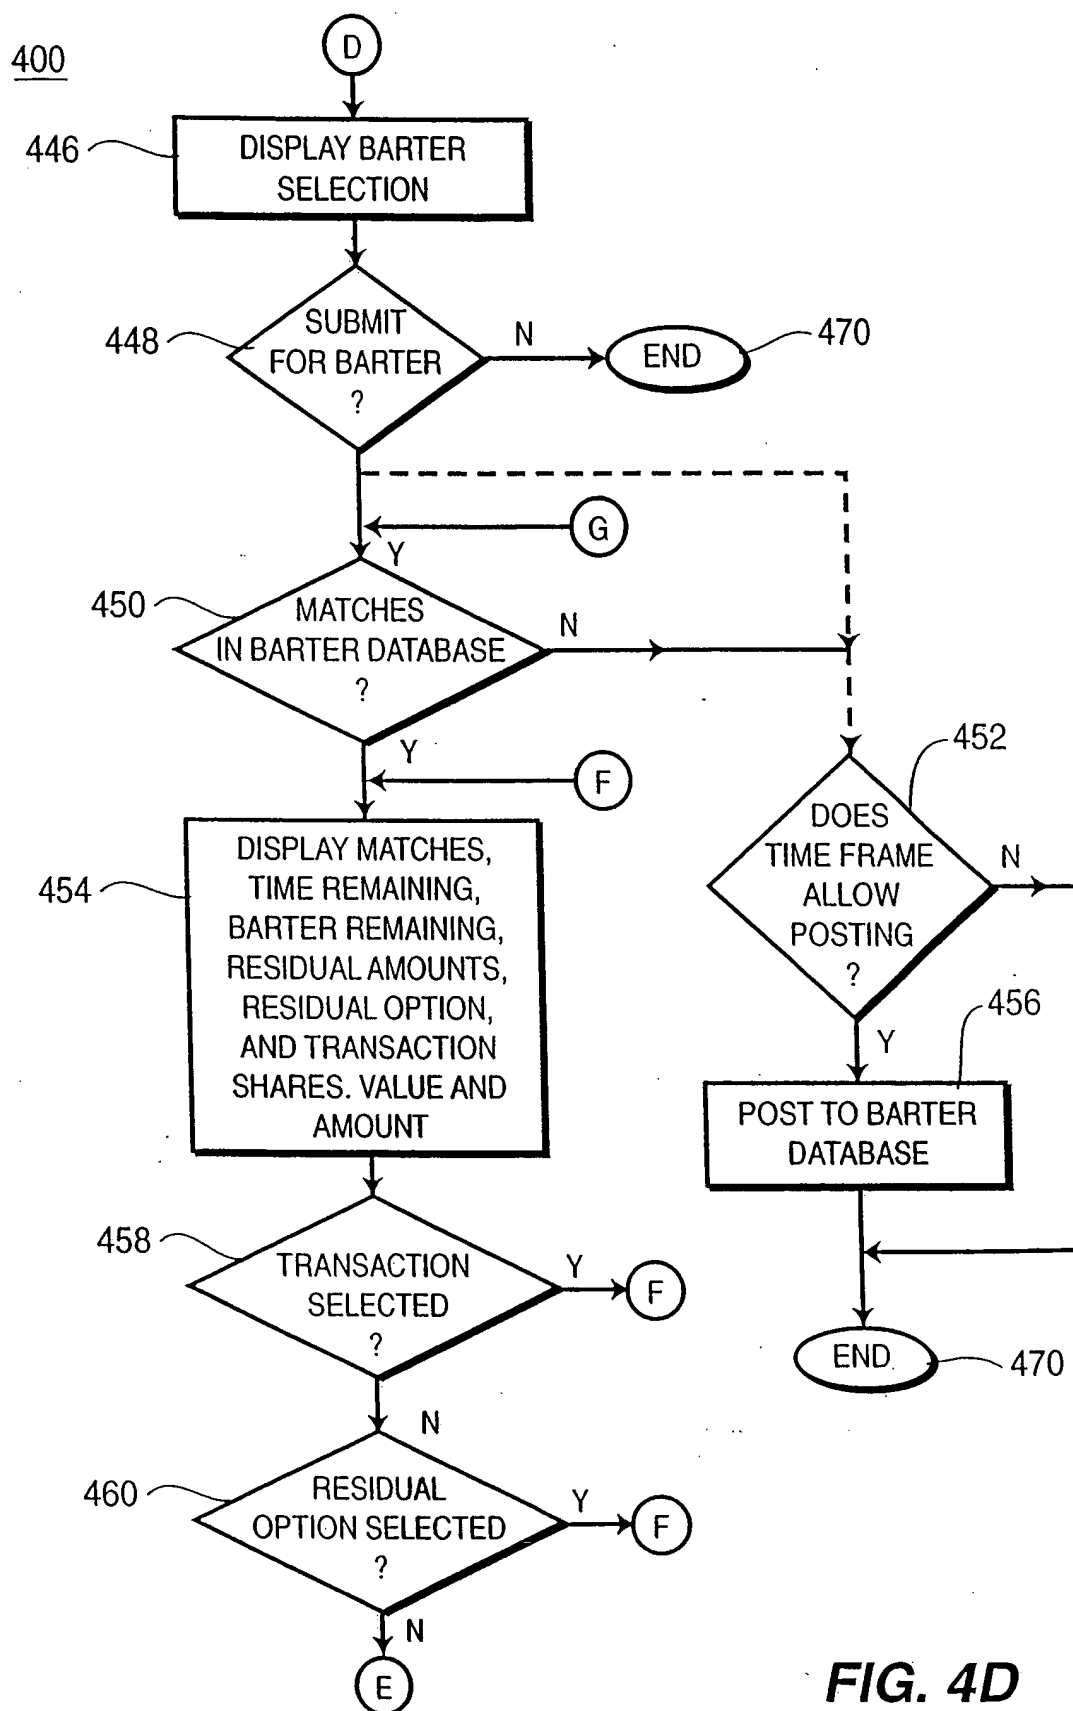 400
D
446
DISPLAY BARTER
SELECTION
448
SUBMIT
FOR BARTER
?
N
END
470
G
Y
450
MATCHES
IN BARTER DATABASE
?
N
Y
F
452
DOES
TIME FRAME
ALLOW
POSTING
?
N
454
DISPLAY MATCHES,
TIME REMAINING,
BARTER REMAINING,
RESIDUAL AMOUNTS,
RESIDUAL OPTION,
AND TRANSACTION
SHARES. VALUE AND
AMOUNT
Y
456
POST TO BARTER
DATABASE
458
TRANSACTION
SELECTED
?
Y
F
END
470
N
460
RESIDUAL
OPTION SELECTED
?
Y
F
N
E
FIG. 4D